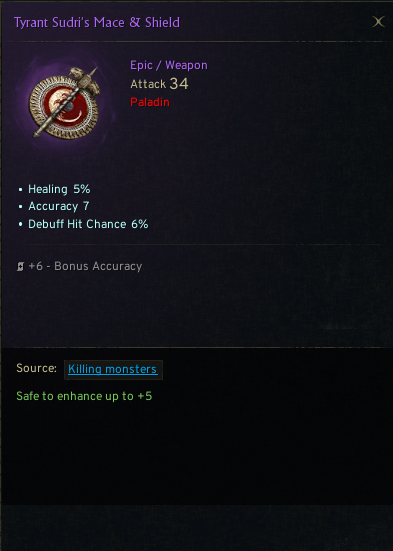 Tyrant Sudri's Mace & Shield
Epic / Weapon
Attack 34
Paladin
• Healing 5%
• Accuracy 7
• Debuff Hit Chance 6%
+6 - Bonus Accuracy
Source: Killing monsters
Safe to enhance up to +5